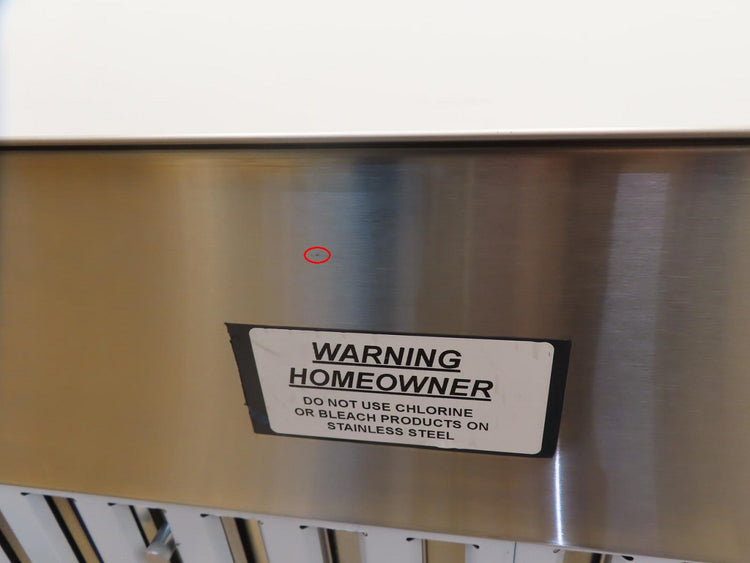 WARNING
HOMEOWNER
DO NOT USE CHLORINE
OR BLEACH PRODUCTS ON
STAINLESS STEEL